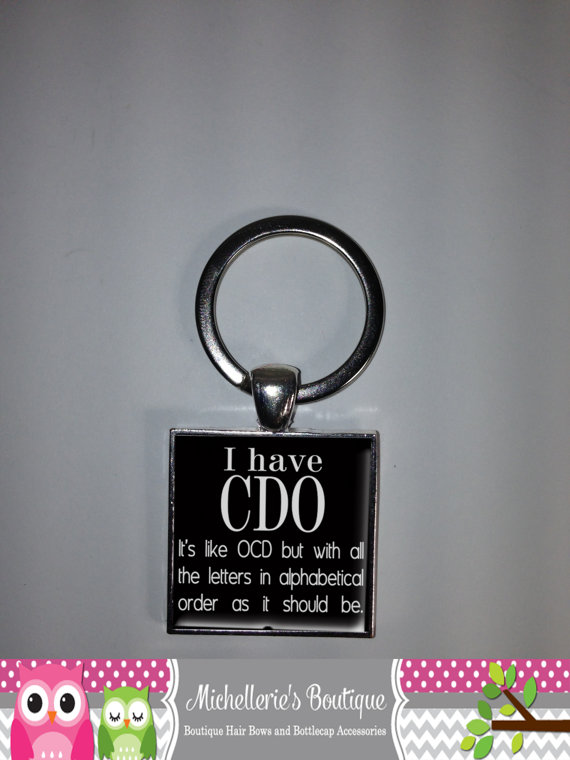 I have
CDO
It's like OCD but with all
the letters in alphabetical
order as it should be.
Michellerie's Boutique
Boutique Hair Bows and Bottlecap Accessories